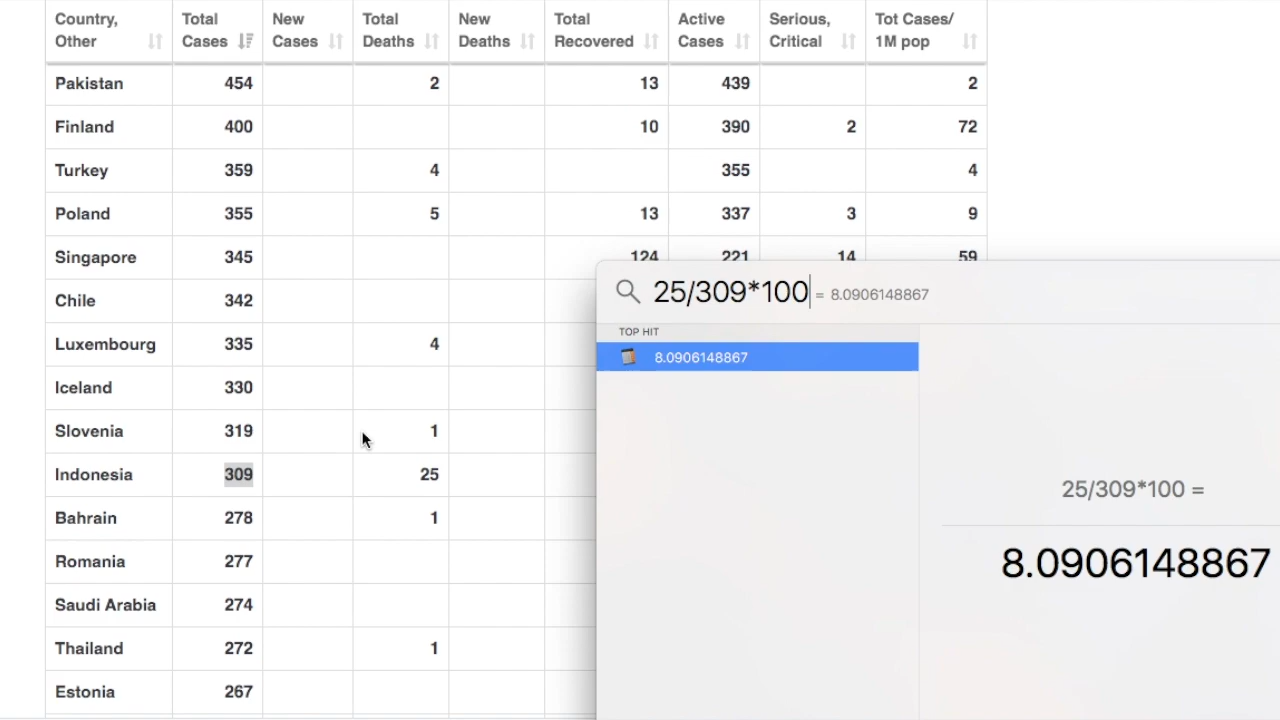 Country, Other Total Cases New Cases Total Deaths New Deaths Total Recovered Active Cases Serious, Critical Tot Cases/ 1M pop
Pakistan 454 2 13 439 2
Finland 400 10 390 2 72
Turkey 359 4 355 4
Poland 355 5 13 337 3 9
Singapore 345 124 221 14 59
Chile 342
Luxembourg 335 4
Iceland 330
Slovenia 319 1
Indonesia 309 25
Bahrain 278 1
Romania 277
Saudi Arabia 274
Thailand 272 1
Estonia 267
25/309*100 = 8.0906148867
TOP HIT
8.0906148867
25/309*100 =
8.0906148867